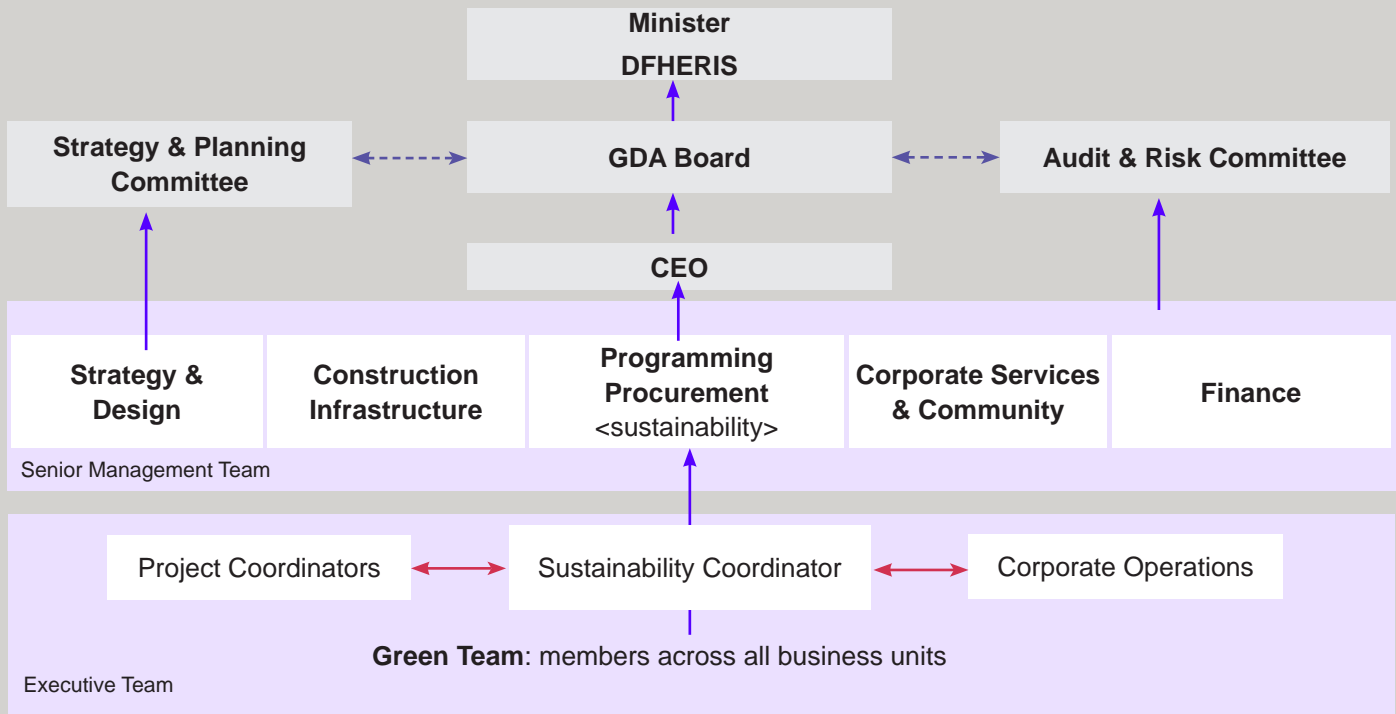 Minister
DFHERIS
Strategy & Planning
Committee
GDA Board
Audit & Risk Committee
CEO
Strategy &
Design
Construction
Infrastructure
Programming
Procurement
<sustainability>
Corporate Services
& Community
Finance
Senior Management Team
Project Coordinators
Sustainability Coordinator
Corporate Operations
Green Team: members across all business units
Executive Team